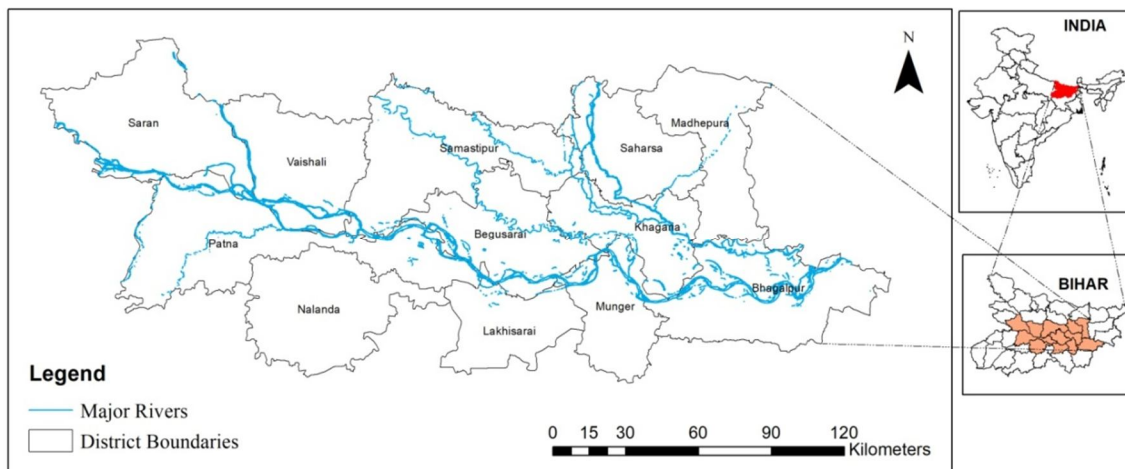 INDIA
N
Saran
Vaishali
Samastipur
Saharsa
Madhepura
Patna
Begusarai
Khagaria
Nalanda
Lakhisarai
Munger
Bhagalpur
BIHAR
Legend
Major Rivers
District Boundaries
0 15 30 60 90 120
Kilometers